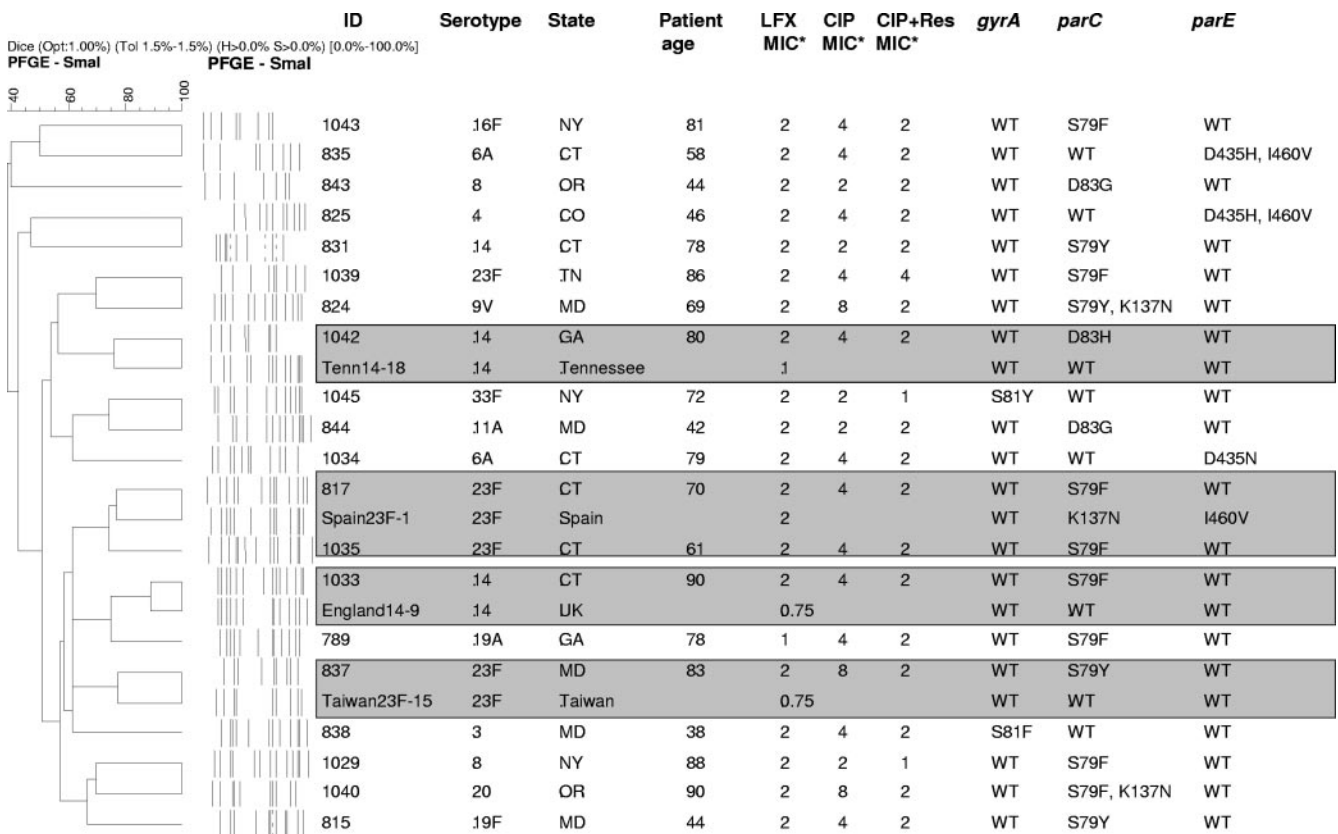 ID Serotype State Patient age LFX MIC* CIP MIC* CIP+Res MIC* gyrA parC parE
Dice (Opt:1.00%) (Tol 1.5%-1.5%) (H>0.0% S>0.0%) [0.0%-100.0%]
PFGE - SmaI PFGE - SmaI
40 60 80 100
1043 16F NY 81 2 4 2 WT S79F WT
835 6A CT 58 2 4 2 WT WT D435H, I460V
843 8 OR 44 2 2 2 WT D83G WT
825 4 CO 46 2 4 2 WT WT D435H, I460V
831 14 CT 78 2 2 2 WT S79Y WT
1039 23F TN 86 2 4 4 WT S79F WT
824 9V MD 69 2 8 2 WT S79Y, K137N WT
1042 14 GA 80 2 4 2 WT D83H WT
Tenn14-18 14 Tennessee 1 WT WT WT
1045 33F NY 72 2 2 1 S81Y WT WT
844 11A MD 42 2 2 2 WT D83G WT
1034 6A CT 79 2 4 2 WT WT D435N
817 23F CT 70 2 4 2 WT S79F WT
Spain23F-1 23F Spain 2 WT K137N I460V
1035 23F CT 61 2 4 2 WT S79F WT
1033 14 CT 90 2 4 2 WT S79F WT
England14-9 14 UK 0.75 WT WT WT
789 19A GA 78 1 4 2 WT S79F WT
837 23F MD 83 2 8 2 WT S79Y WT
Taiwan23F-15 23F Taiwan 0.75 WT WT WT
838 3 MD 38 2 4 2 S81F WT WT
1029 8 NY 88 2 2 1 WT S79F WT
1040 20 OR 90 2 8 2 WT S79F, K137N WT
815 19F MD 44 2 4 2 WT S79Y WT